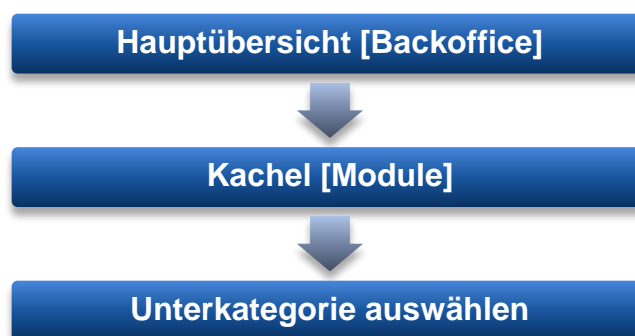 Hauptübersicht [Backoffice]
Kachel [Module]
Unterkategorie auswählen